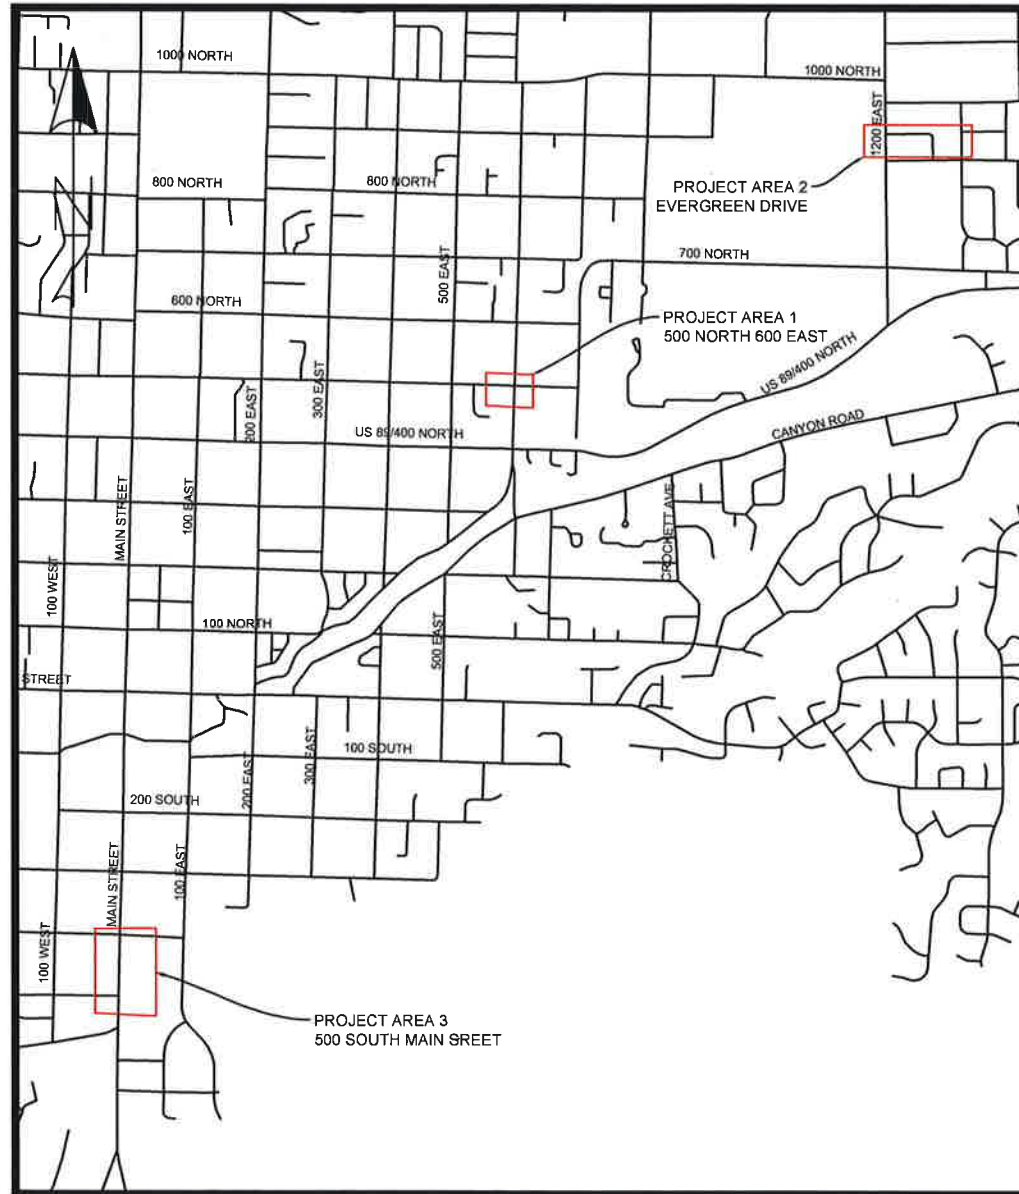 1000 NORTH
1000 NORTH
1200 EAST
800 NORTH
800 NORTH
PROJECT AREA 2
EVERGREEN DRIVE
700 NORTH
500 EAST
600 NORTH
PROJECT AREA 1
500 NORTH 600 EAST
US 89/400 NORTH
300 EAST
200 EAST
US 89/400 NORTH
CANYON ROAD
MAIN STREET
100 EAST
CROCKETT AVE
100 WEST
100 NORTH
500 EAST
STREET
100 SOUTH
300 EAST
200 EAST
200 SOUTH
MAIN STREET
100 EAST
100 WEST
PROJECT AREA 3
500 SOUTH MAIN SREET